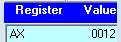 Register Value
AX 0012